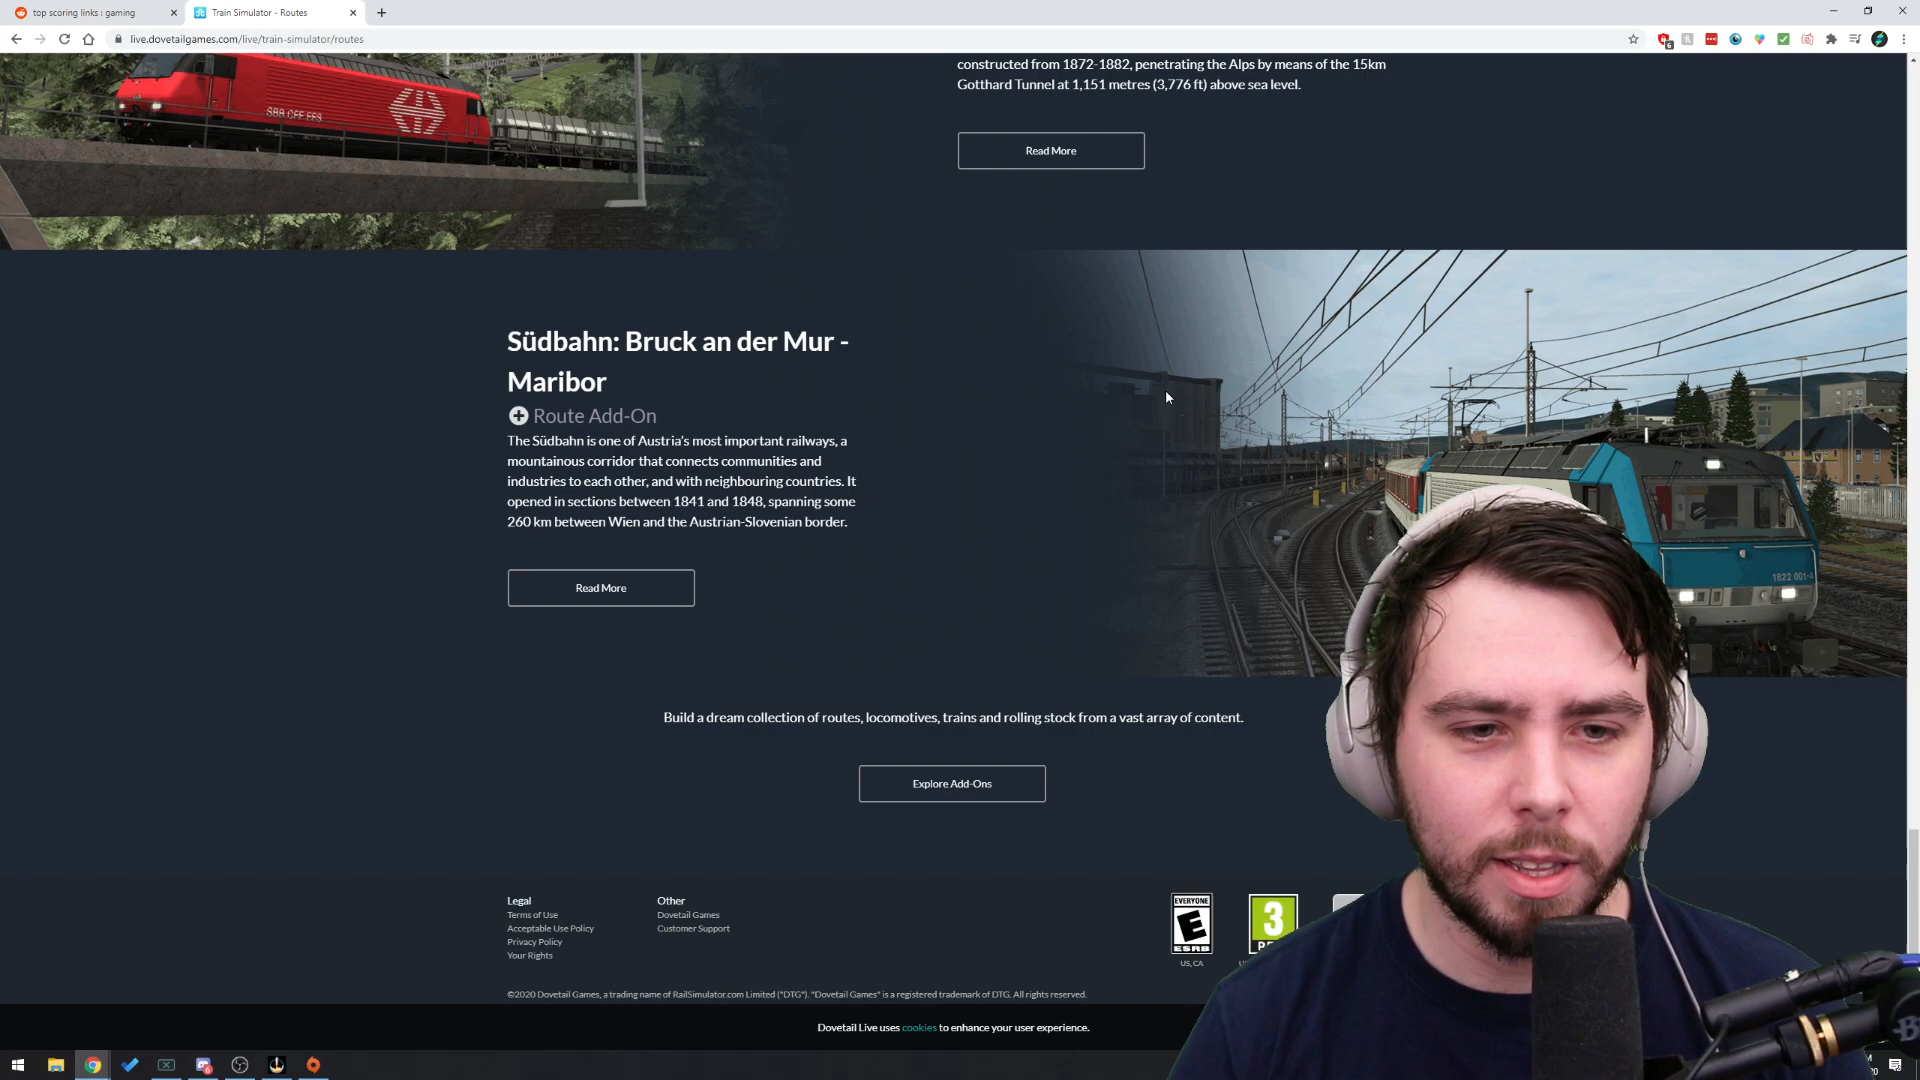 top scoring links : gaming
Train Simulator - Routes
live.dovetailgames.com/live/train-simulator/routes
6
constructed from 1872-1882, penetrating the Alps by means of the 15km
Gotthard Tunnel at 1,151 metres (3,776 ft) above sea level.
SBB CFF FFS
Read More
Südbahn: Bruck an der Mur -
Maribor
Route Add-On
The Südbahn is one of Austria's most important railways, a
mountainous corridor that connects communities and
industries to each other, and with neighbouring countries. It
opened in sections between 1841 and 1848, spanning some
260 km between Wien and the Austrian-Slovenian border.
Read More
1822 001-4
Build a dream collection of routes, locomotives, trains and rolling stock from a vast array of content.
Explore Add-Ons
Legal
Terms of Use
Acceptable Use Policy
Privacy Policy
Your Rights
Other
Dovetail Games
Customer Support
EVERYONE
E
ESRB
US, CA
3
©2020 Dovetail Games, a trading name of RailSimulator.com Limited ("DTG"). "Dovetail Games" is a registered trademark of DTG. All rights reserved.
Dovetail Live uses cookies to enhance your user experience.